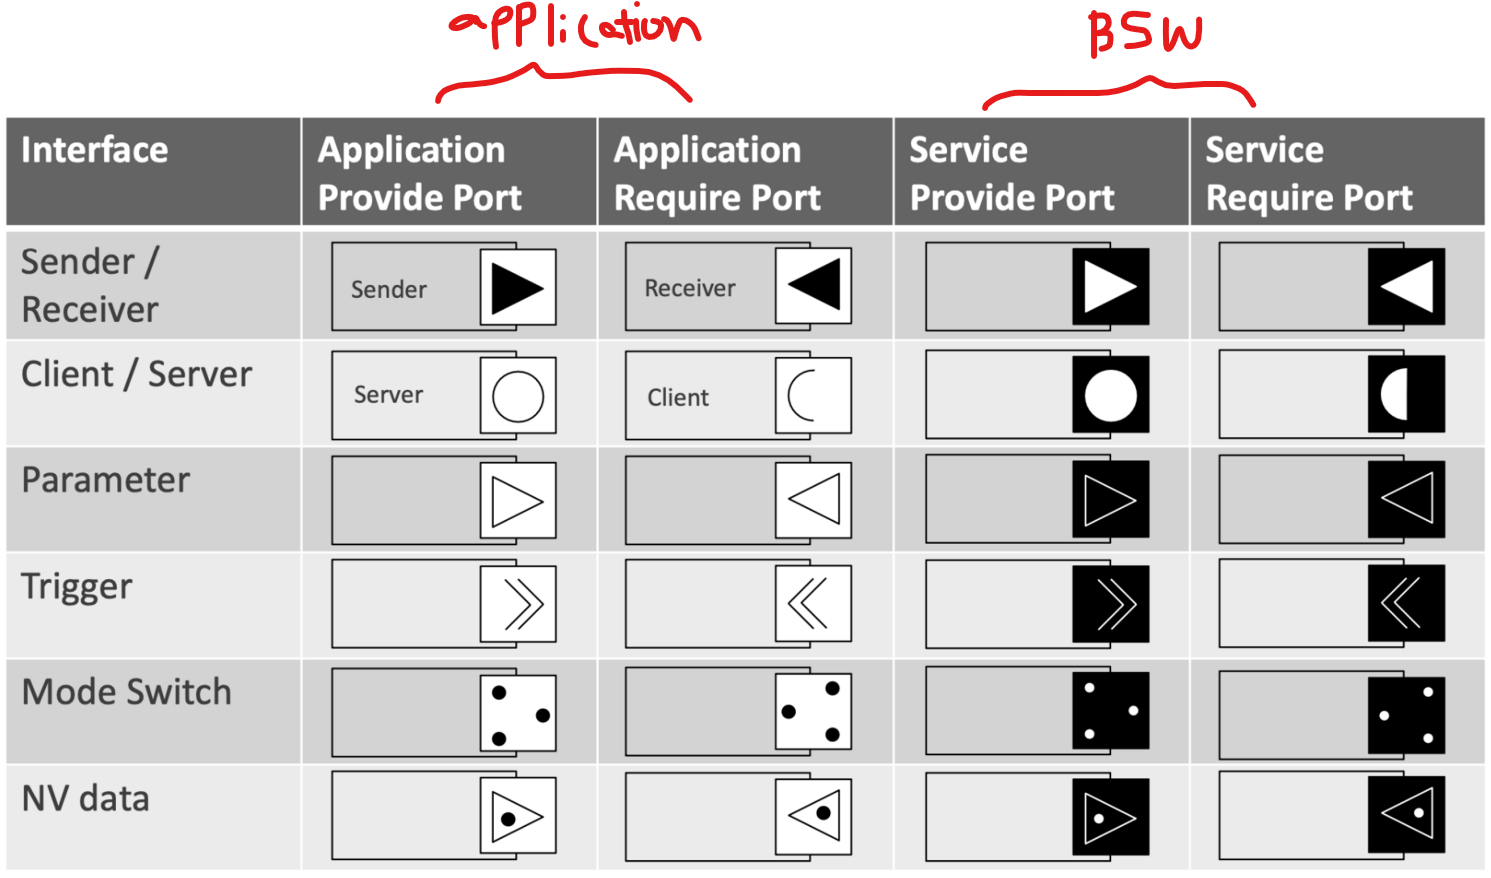 application
BSW
Interface
Application
Provide Port
Application
Require Port
Service
Provide Port
Service
Require Port
Sender /
Receiver
Sender
Receiver
Client / Server
Server
Client
Parameter
Trigger
Mode Switch
NV data